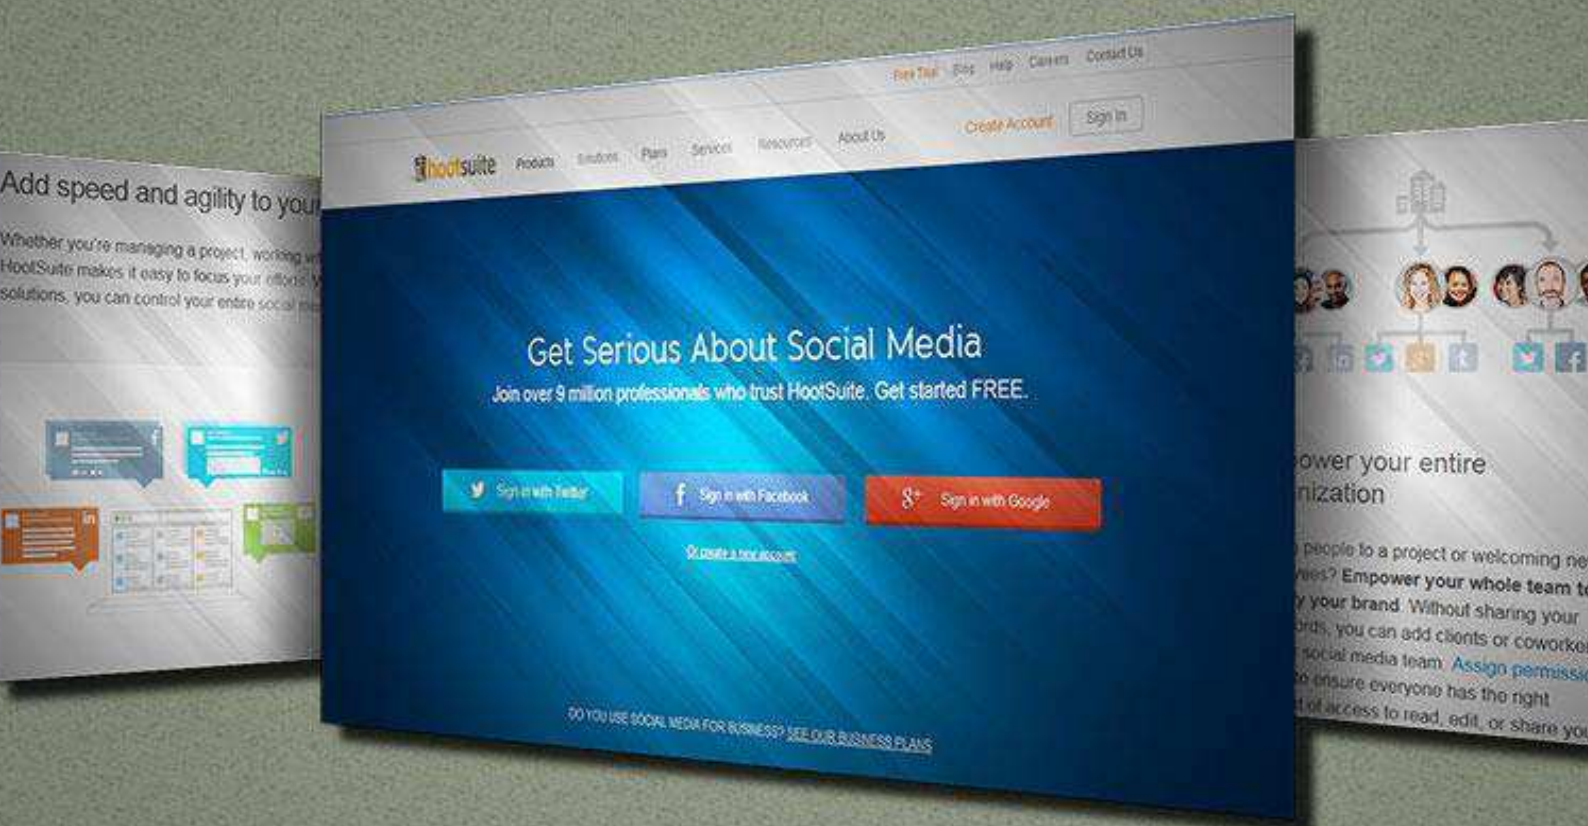 Add speed and agility to your
Whether you're managing a project, working
HootSuite makes it easy to focus your efforts.
solutions, you can control your entire social
in
Free Trial Blog Help Careers Contact Us
hootsuite Products Solutions Plans Services Resources About Us Create Account Sign In
Get Serious About Social Media
Join over 9 million professionals who trust HootSuite. Get started FREE.
Sign in with Twitter
f Sign in with Facebook
8+ Sign in with Google
Or create a new account
DO YOU USE SOCIAL MEDIA FOR BUSINESS? SEE OUR BUSINESS PLANS
ower your entire
nization
people to a project or welcoming ne
ees? Empower your whole team to
y your brand. Without sharing your
ords, you can add clients or coworke
social media team. Assign permissio
to ensure everyone has the right
of access to read, edit, or share you